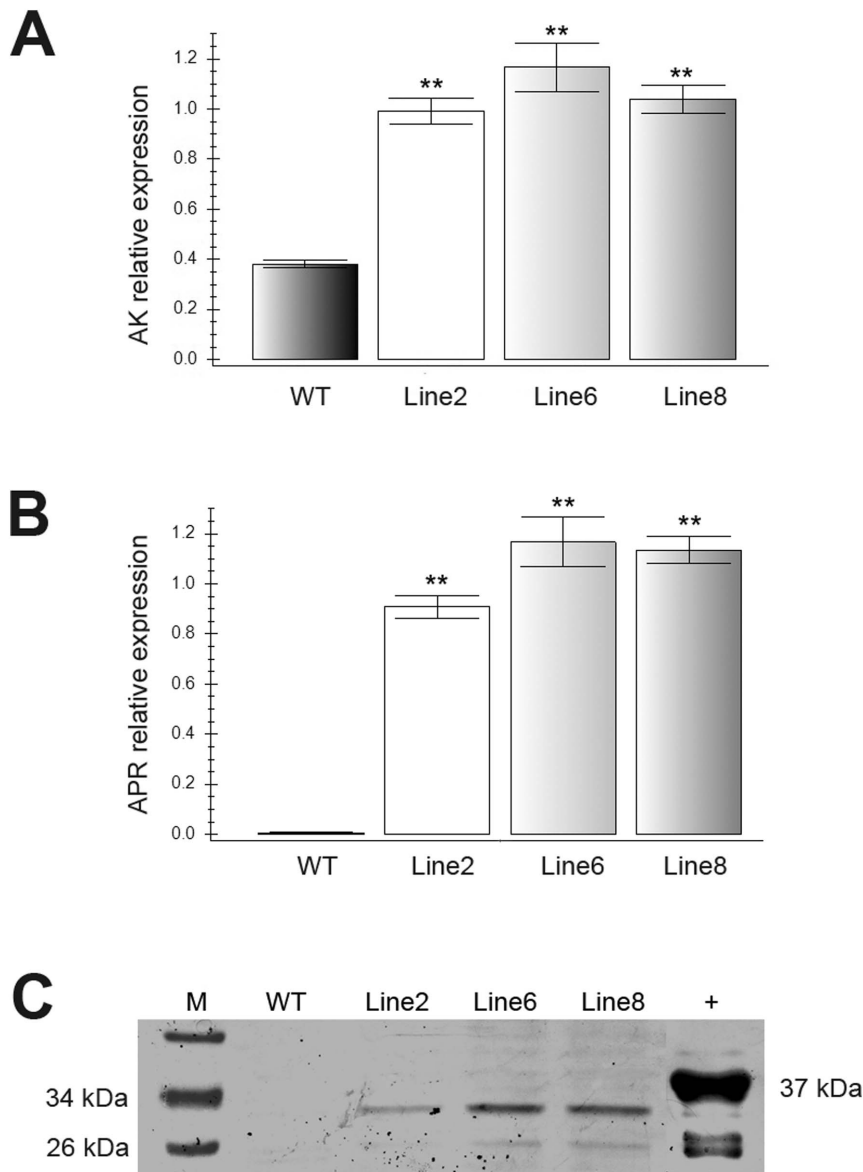 A
AK relative expression
1.2
1.0
0.8
0.6
0.4
0.2
0.0
**
**
**
WT Line2 Line6 Line8
B
APR relative expression
1.2
1.0
0.8
0.6
0.4
0.2
0.0
**
**
**
WT Line2 Line6 Line8
C
M WT Line2 Line6 Line8 +
34 kDa
37 kDa
26 kDa